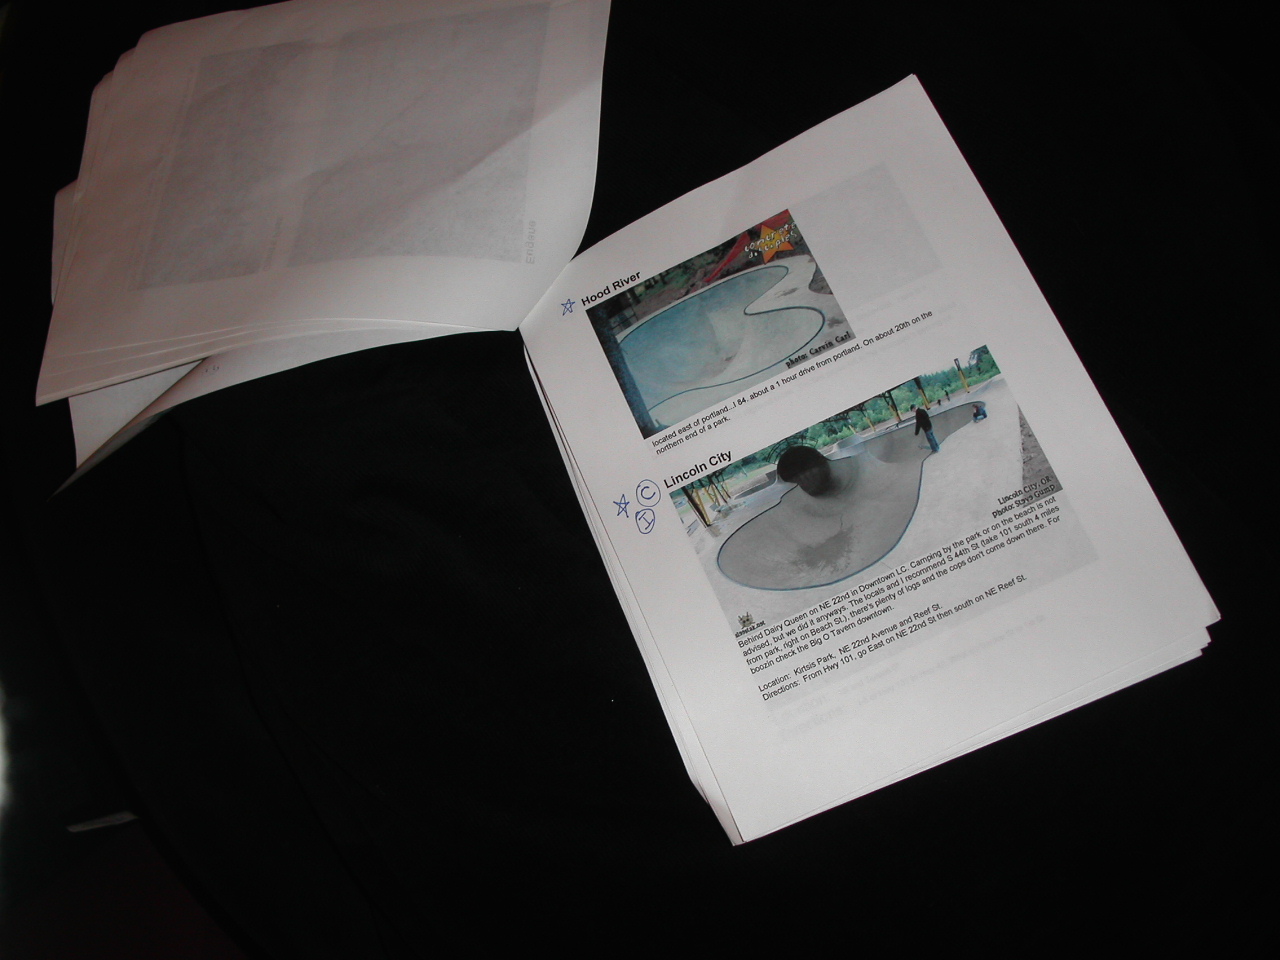 Endaus
Hood River
photo: Carvin Carl
located east of portland...I 84. about a 1 hour drive from portland. On about 20th on the
northern end of a park.
C
I
Lincoln City
Lincoln City, OR
Photo: Steve Gump
Behind Dairy Queen on NE 22nd in Downtown LC. Camping by the park or on the beach is not
advised, but we did it anyways. The locals and I recommend S 44th St (take 101 south 4 miles
from park, right on Beach St.), there's plenty of logs and the cops don't come down there. For
boozin check the Big O Tavern downtown.
Location: Kirtsis Park, NE 22nd Avenue and Reef St.
Directions: From Hwy 101, go East on NE 22nd St then south on NE Reef St.